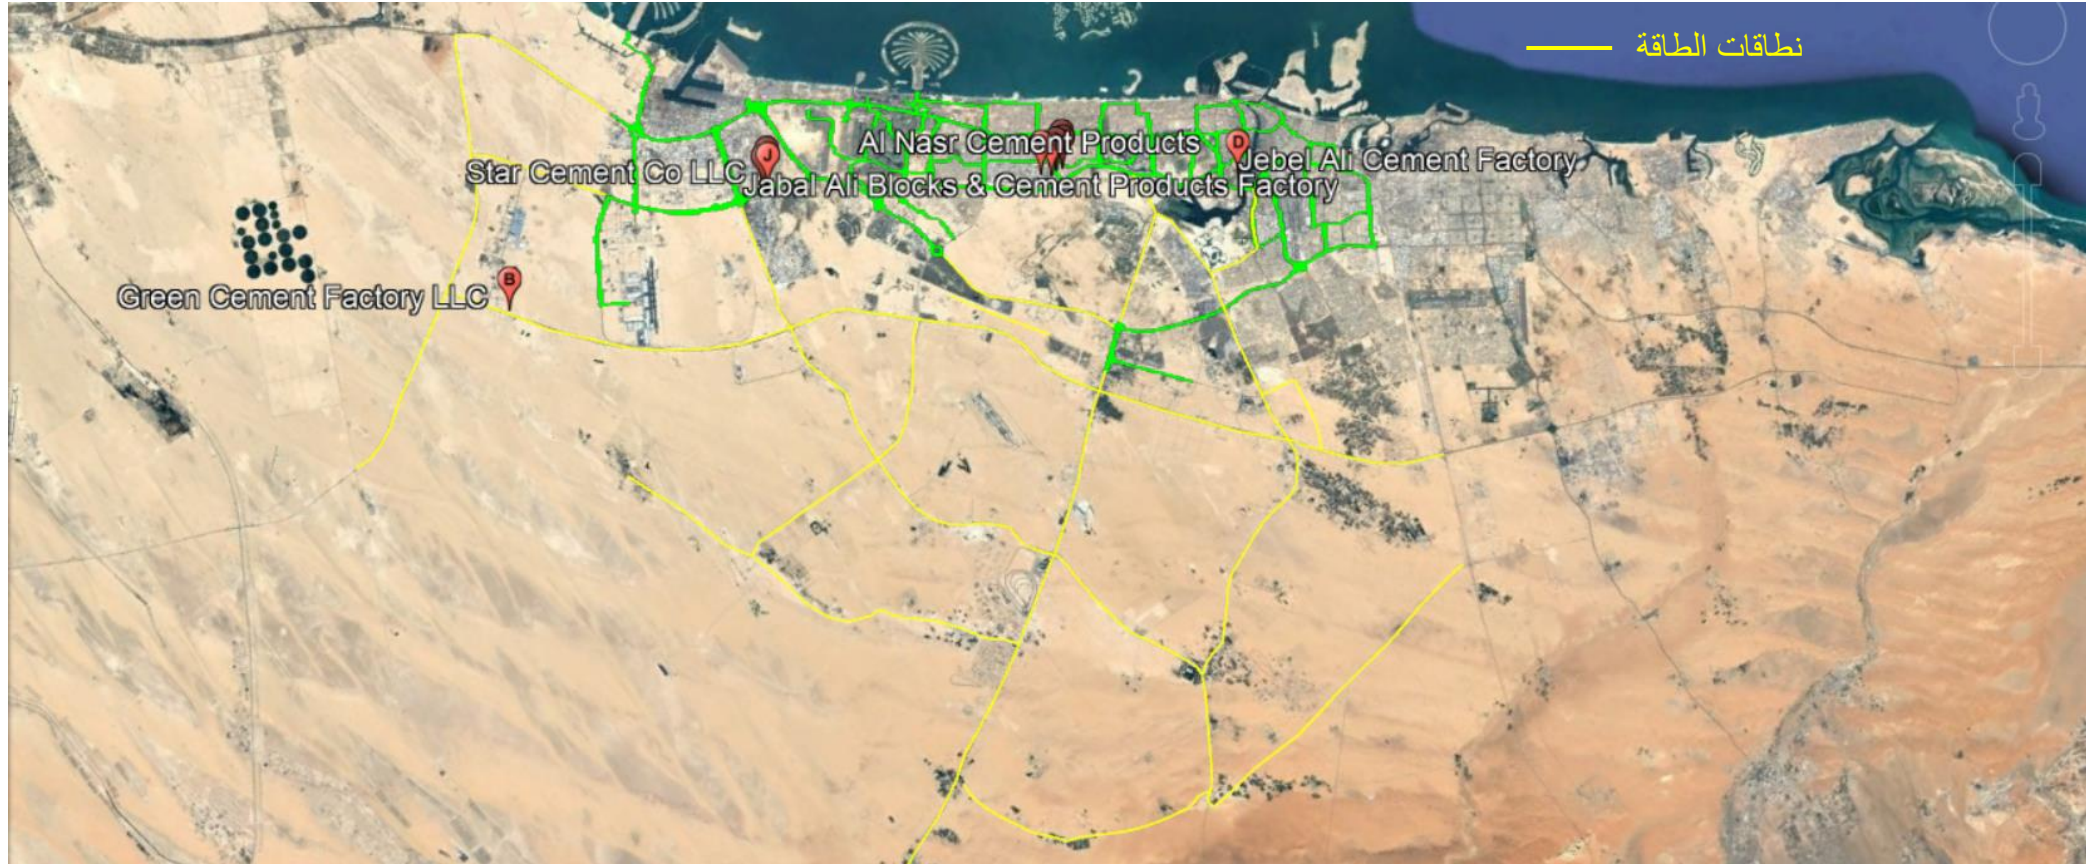 نطاقات الطاقة
Al Nasr Cement Products
D
Jebel Ali Cement Factory
Star Cement Co LLC
J
Jabal Ali Blocks & Cement Products Factory
B
Green Cement Factory LLC